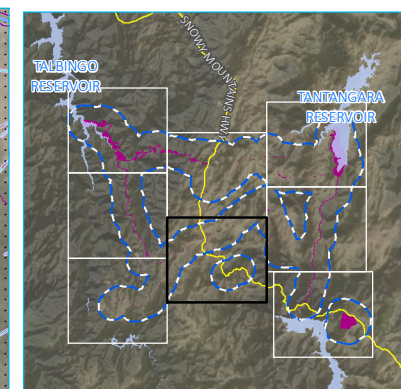 SNOWY MOUNTAINS HWY
TALBINGO
RESERVOIR
TANTANGARA
RESERVOIR